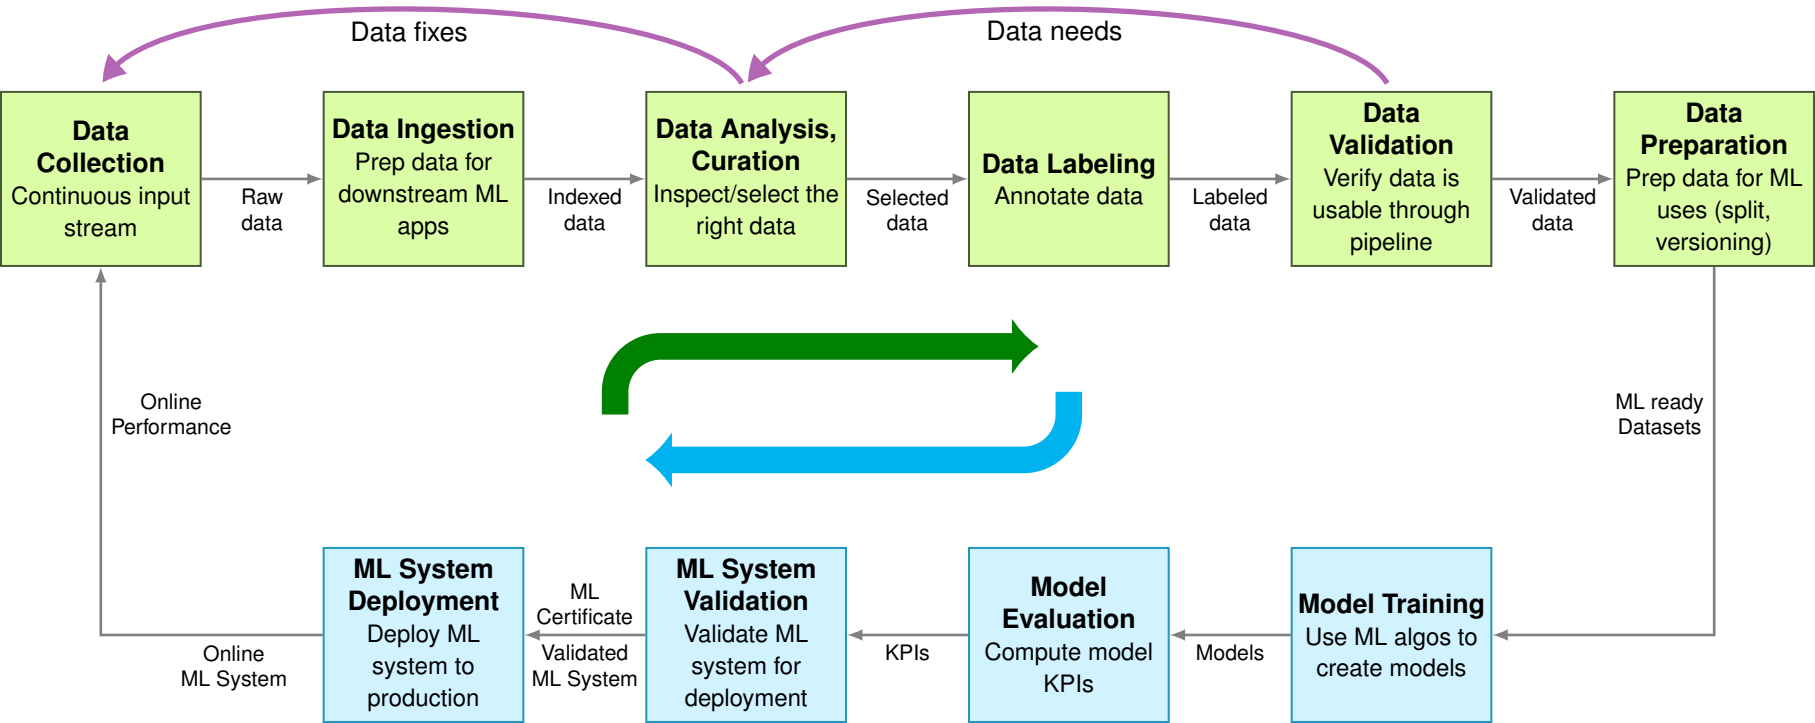 Data fixes
Data needs
Data
Collection
Continuous input
stream
Raw
data
Data Ingestion
Prep data for
downstream ML
apps
Indexed
data
Data Analysis,
Curation
Inspect/select the
right data
Selected
data
Data Labeling
Annotate data
Labeled
data
Data
Validation
Verify data is
usable through
pipeline
Validated
data
Data
Preparation
Prep data for ML
uses (split,
versioning)
Online
Performance
ML ready
Datasets
Online
ML System
ML System
Deployment
Deploy ML
system to
production
ML
Certificate
Validated
ML System
ML System
Validation
Validate ML
system for
deployment
KPIs
Model
Evaluation
Compute model
KPIs
Models
Model Training
Use ML algos to
create models